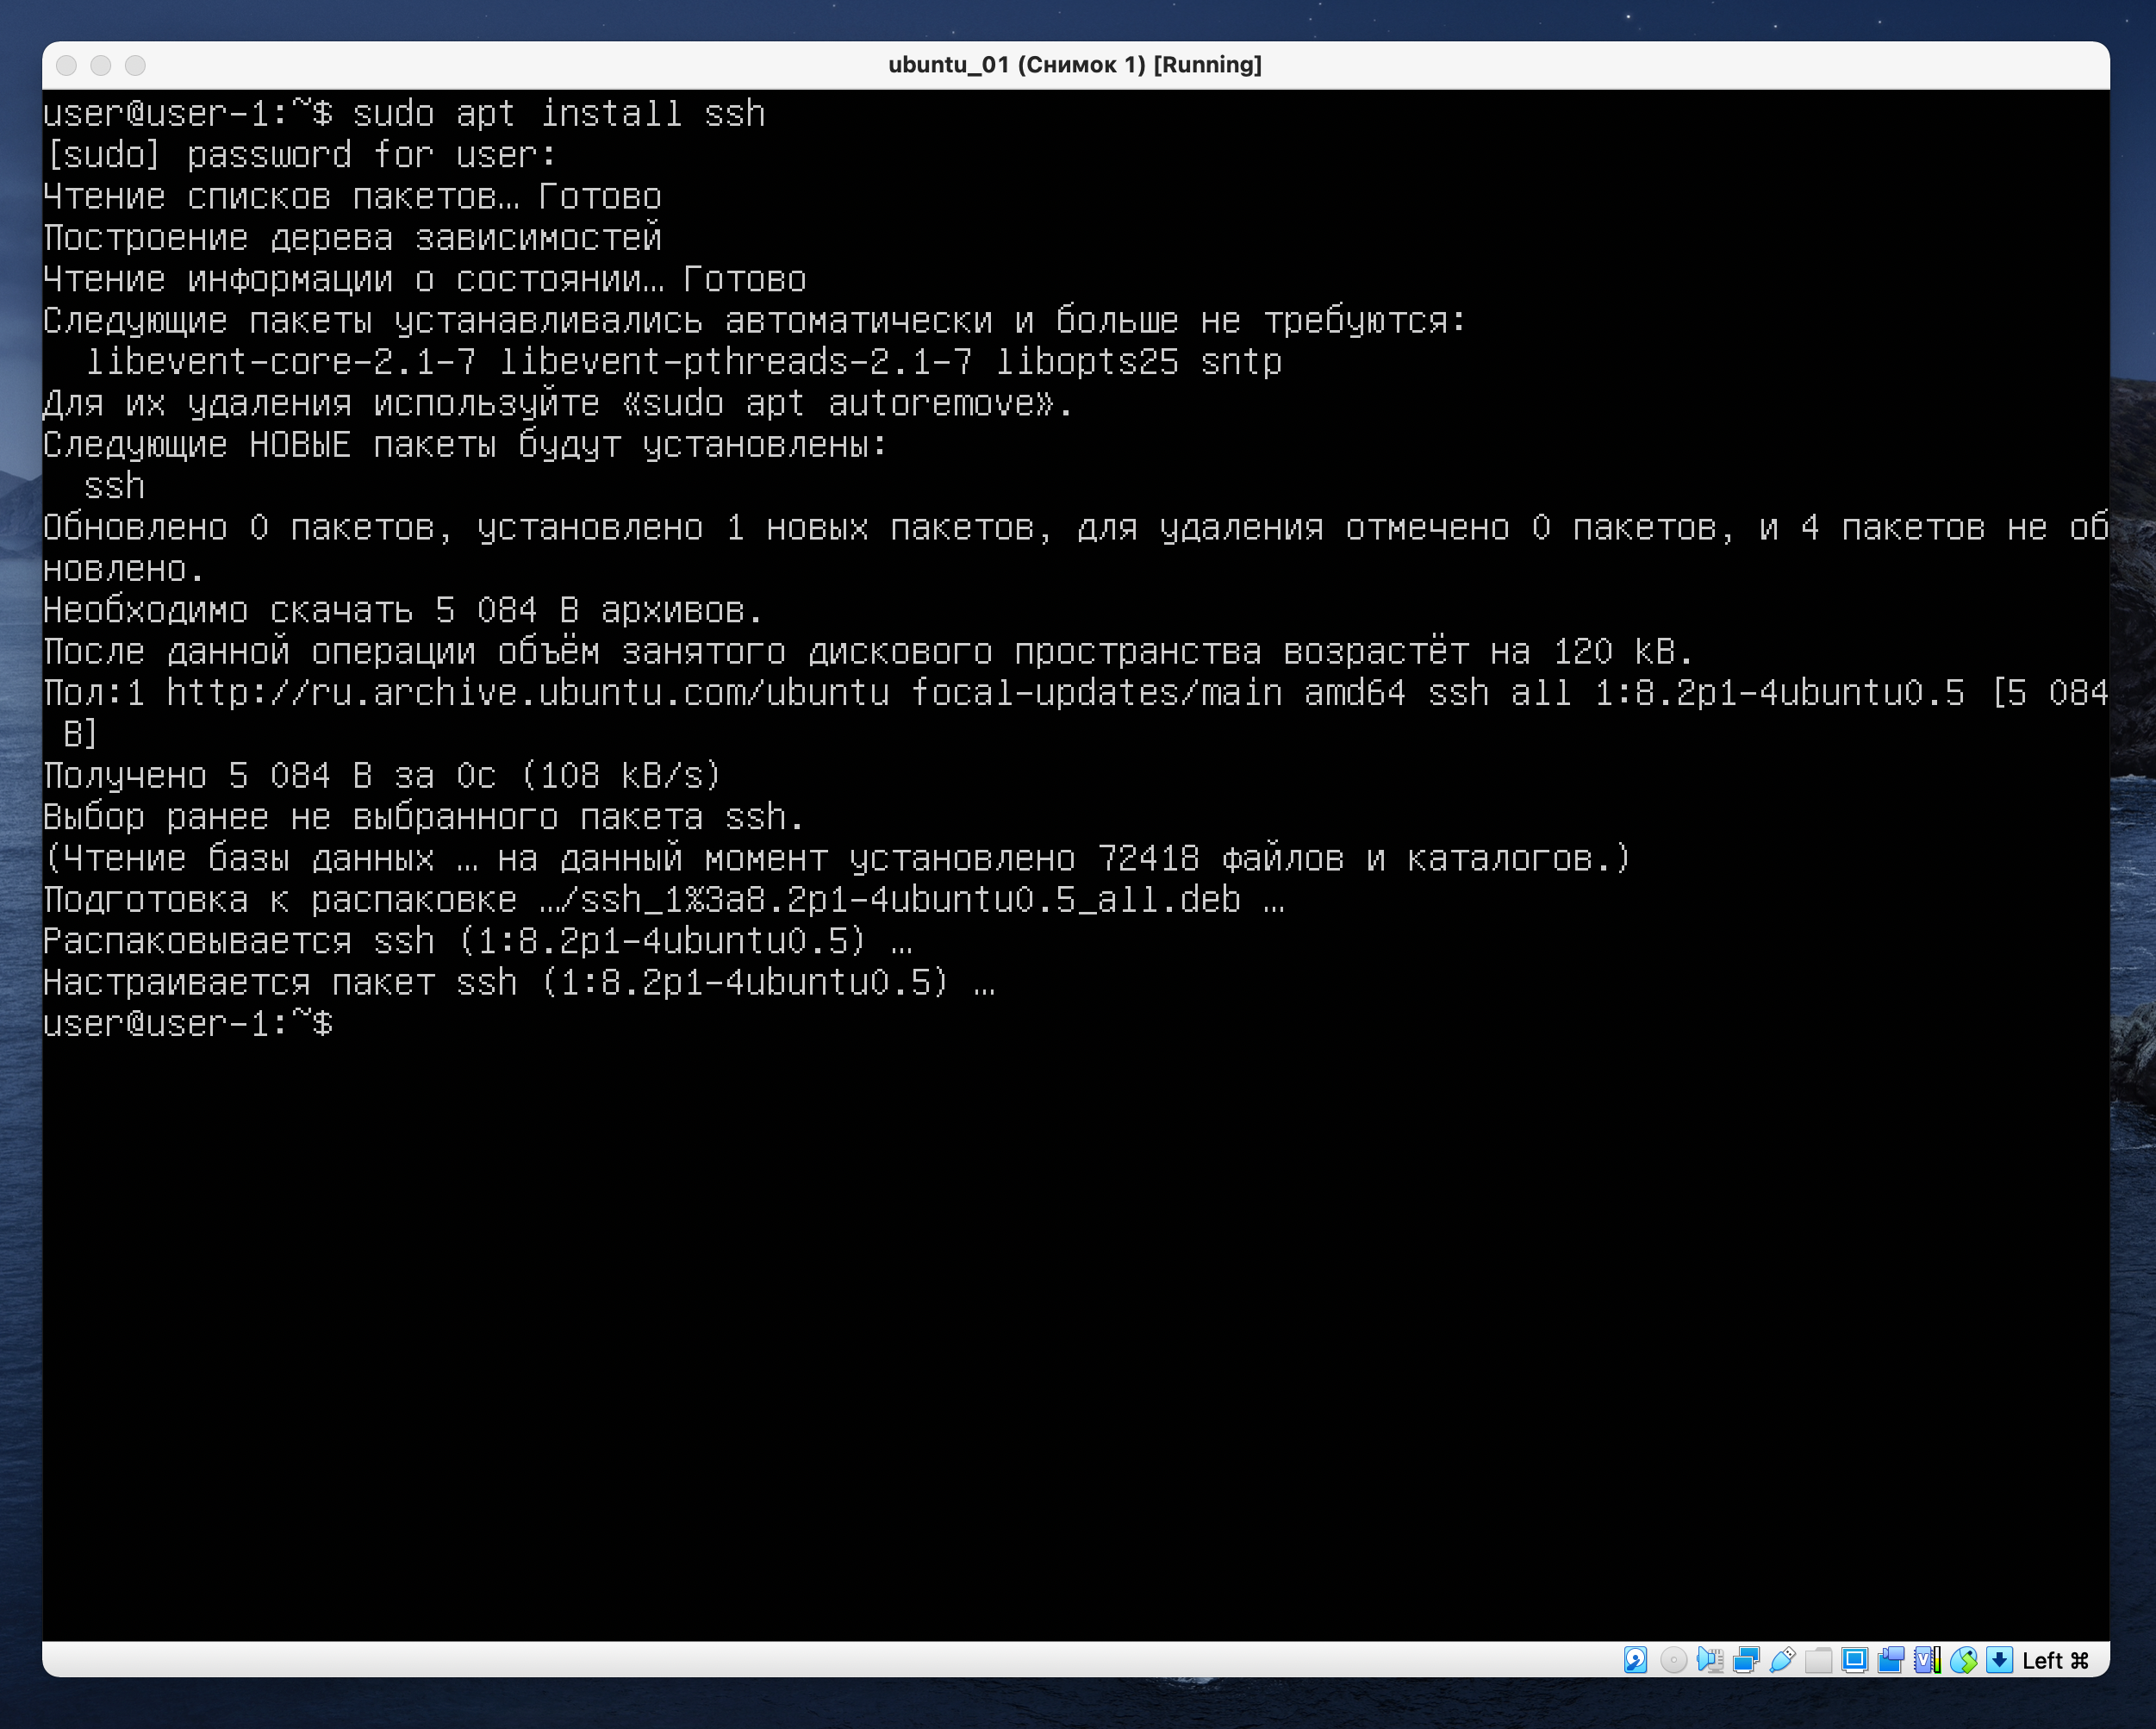 ubuntu_01 (Снимок 1) [Running]
user@user-1:~$ sudo apt install ssh
[sudo] password for user:
Чтение списков пакетов… Готово
Построение дерева зависимостей
Чтение информации о состоянии… Готово
Следующие пакеты устанавливались автоматически и больше не требуются:
  libevent-core-2.1-7 libevent-pthreads-2.1-7 libopts25 sntp
Для их удаления используйте «sudo apt autoremove».
Следующие НОВЫЕ пакеты будут установлены:
  ssh
Обновлено 0 пакетов, установлено 1 новых пакетов, для удаления отмечено 0 пакетов, и 4 пакетов не об
новлено.
Необходимо скачать 5 084 B архивов.
После данной операции объём занятого дискового пространства возрастёт на 120 kB.
Пол:1 http://ru.archive.ubuntu.com/ubuntu focal-updates/main amd64 ssh all 1:8.2p1-4ubuntu0.5 [5 084
 B]
Получено 5 084 B за 0с (108 kB/s)
Выбор ранее не выбранного пакета ssh.
(Чтение базы данных … на данный момент установлено 72418 файлов и каталогов.)
Подготовка к распаковке …/ssh_1%3a8.2p1-4ubuntu0.5_all.deb …
Распаковывается ssh (1:8.2p1-4ubuntu0.5) …
Настраивается пакет ssh (1:8.2p1-4ubuntu0.5) …
user@user-1:~$
Left ⌘